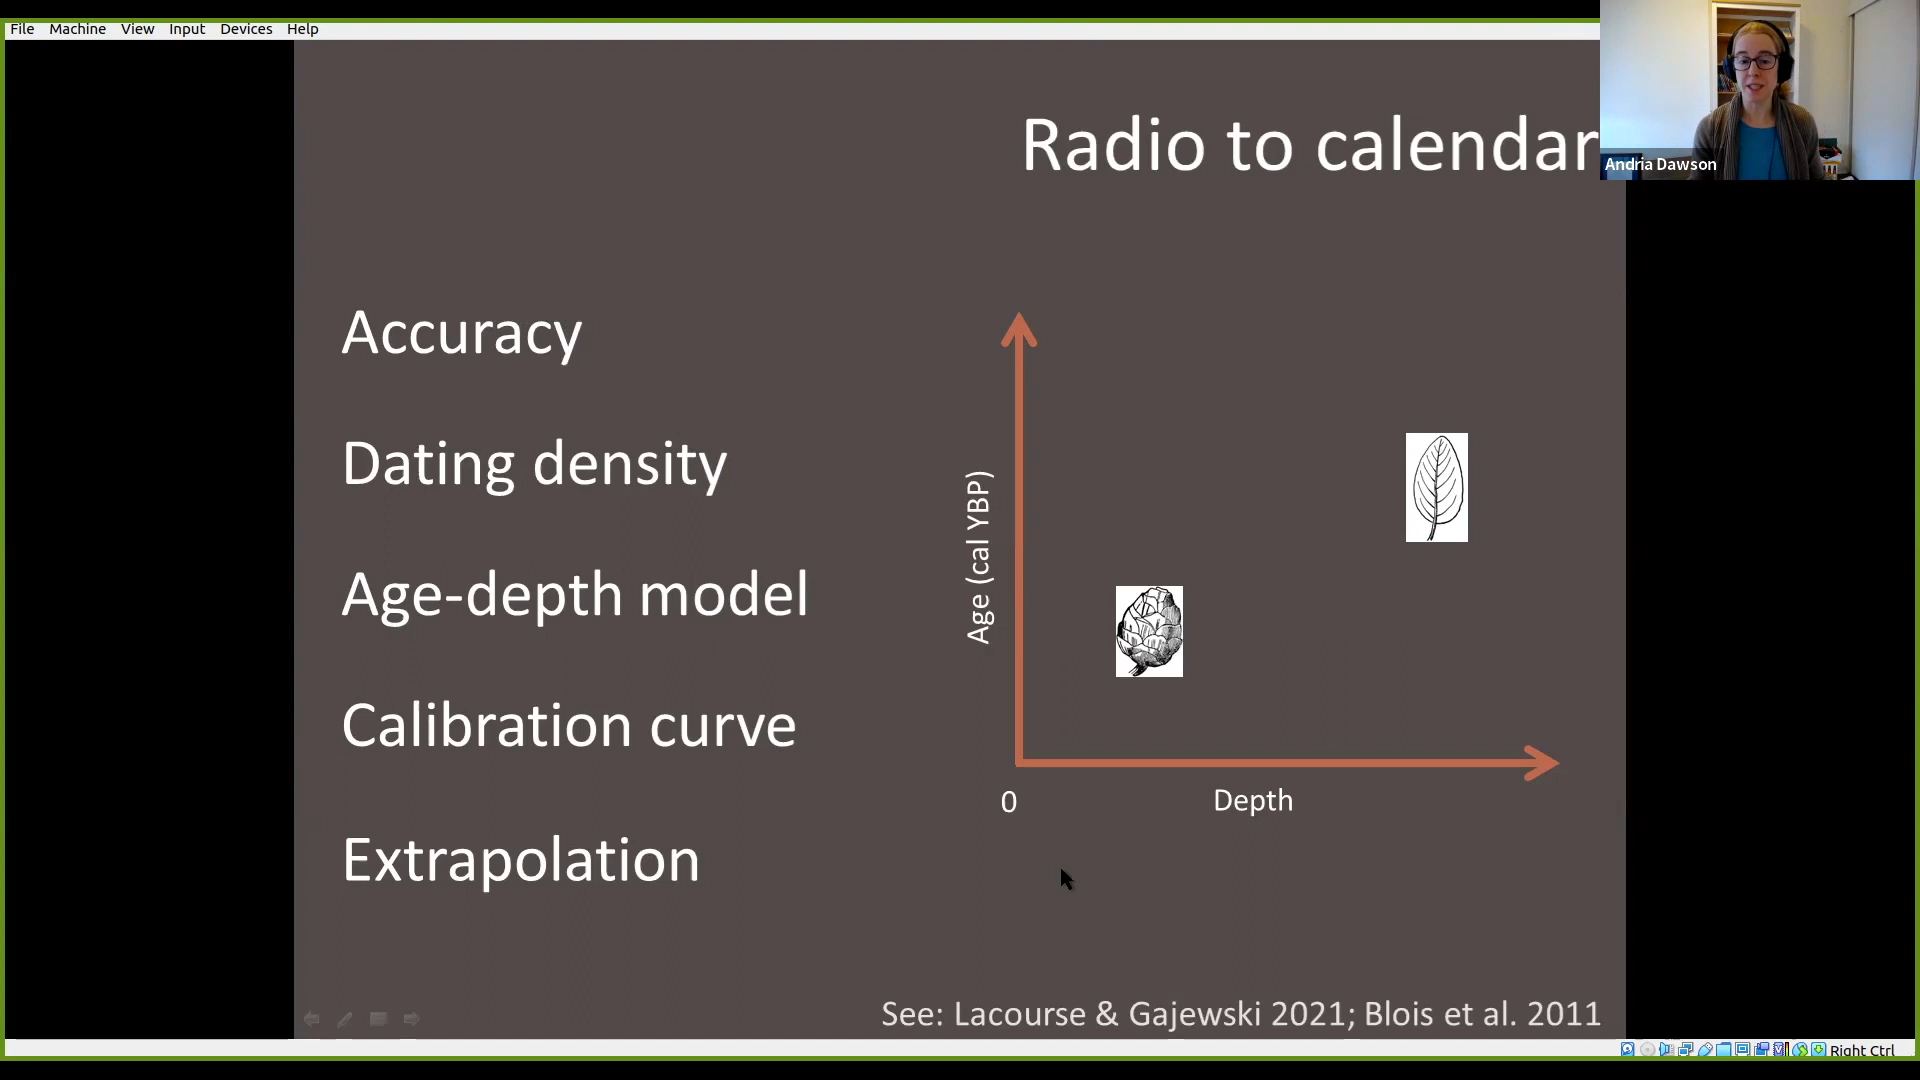 File Machine View Input Devices Help
Radio to calendar
Andria Dawson
Accuracy
Dating density
Age-depth model
Calibration curve
Extrapolation
Age (cal YBP)
0
Depth
See: Lacourse & Gajewski 2021; Blois et al. 2011
Right Ctrl